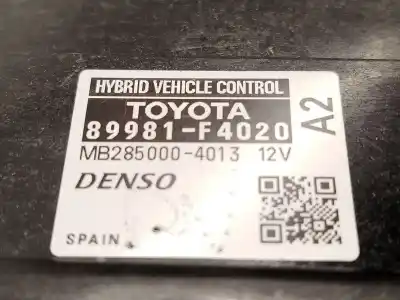 HYBRID VEHICLE CONTROL
TOYOTA
89981-F4020
MB285000-4013 12V
DENSO
SPAIN
A2